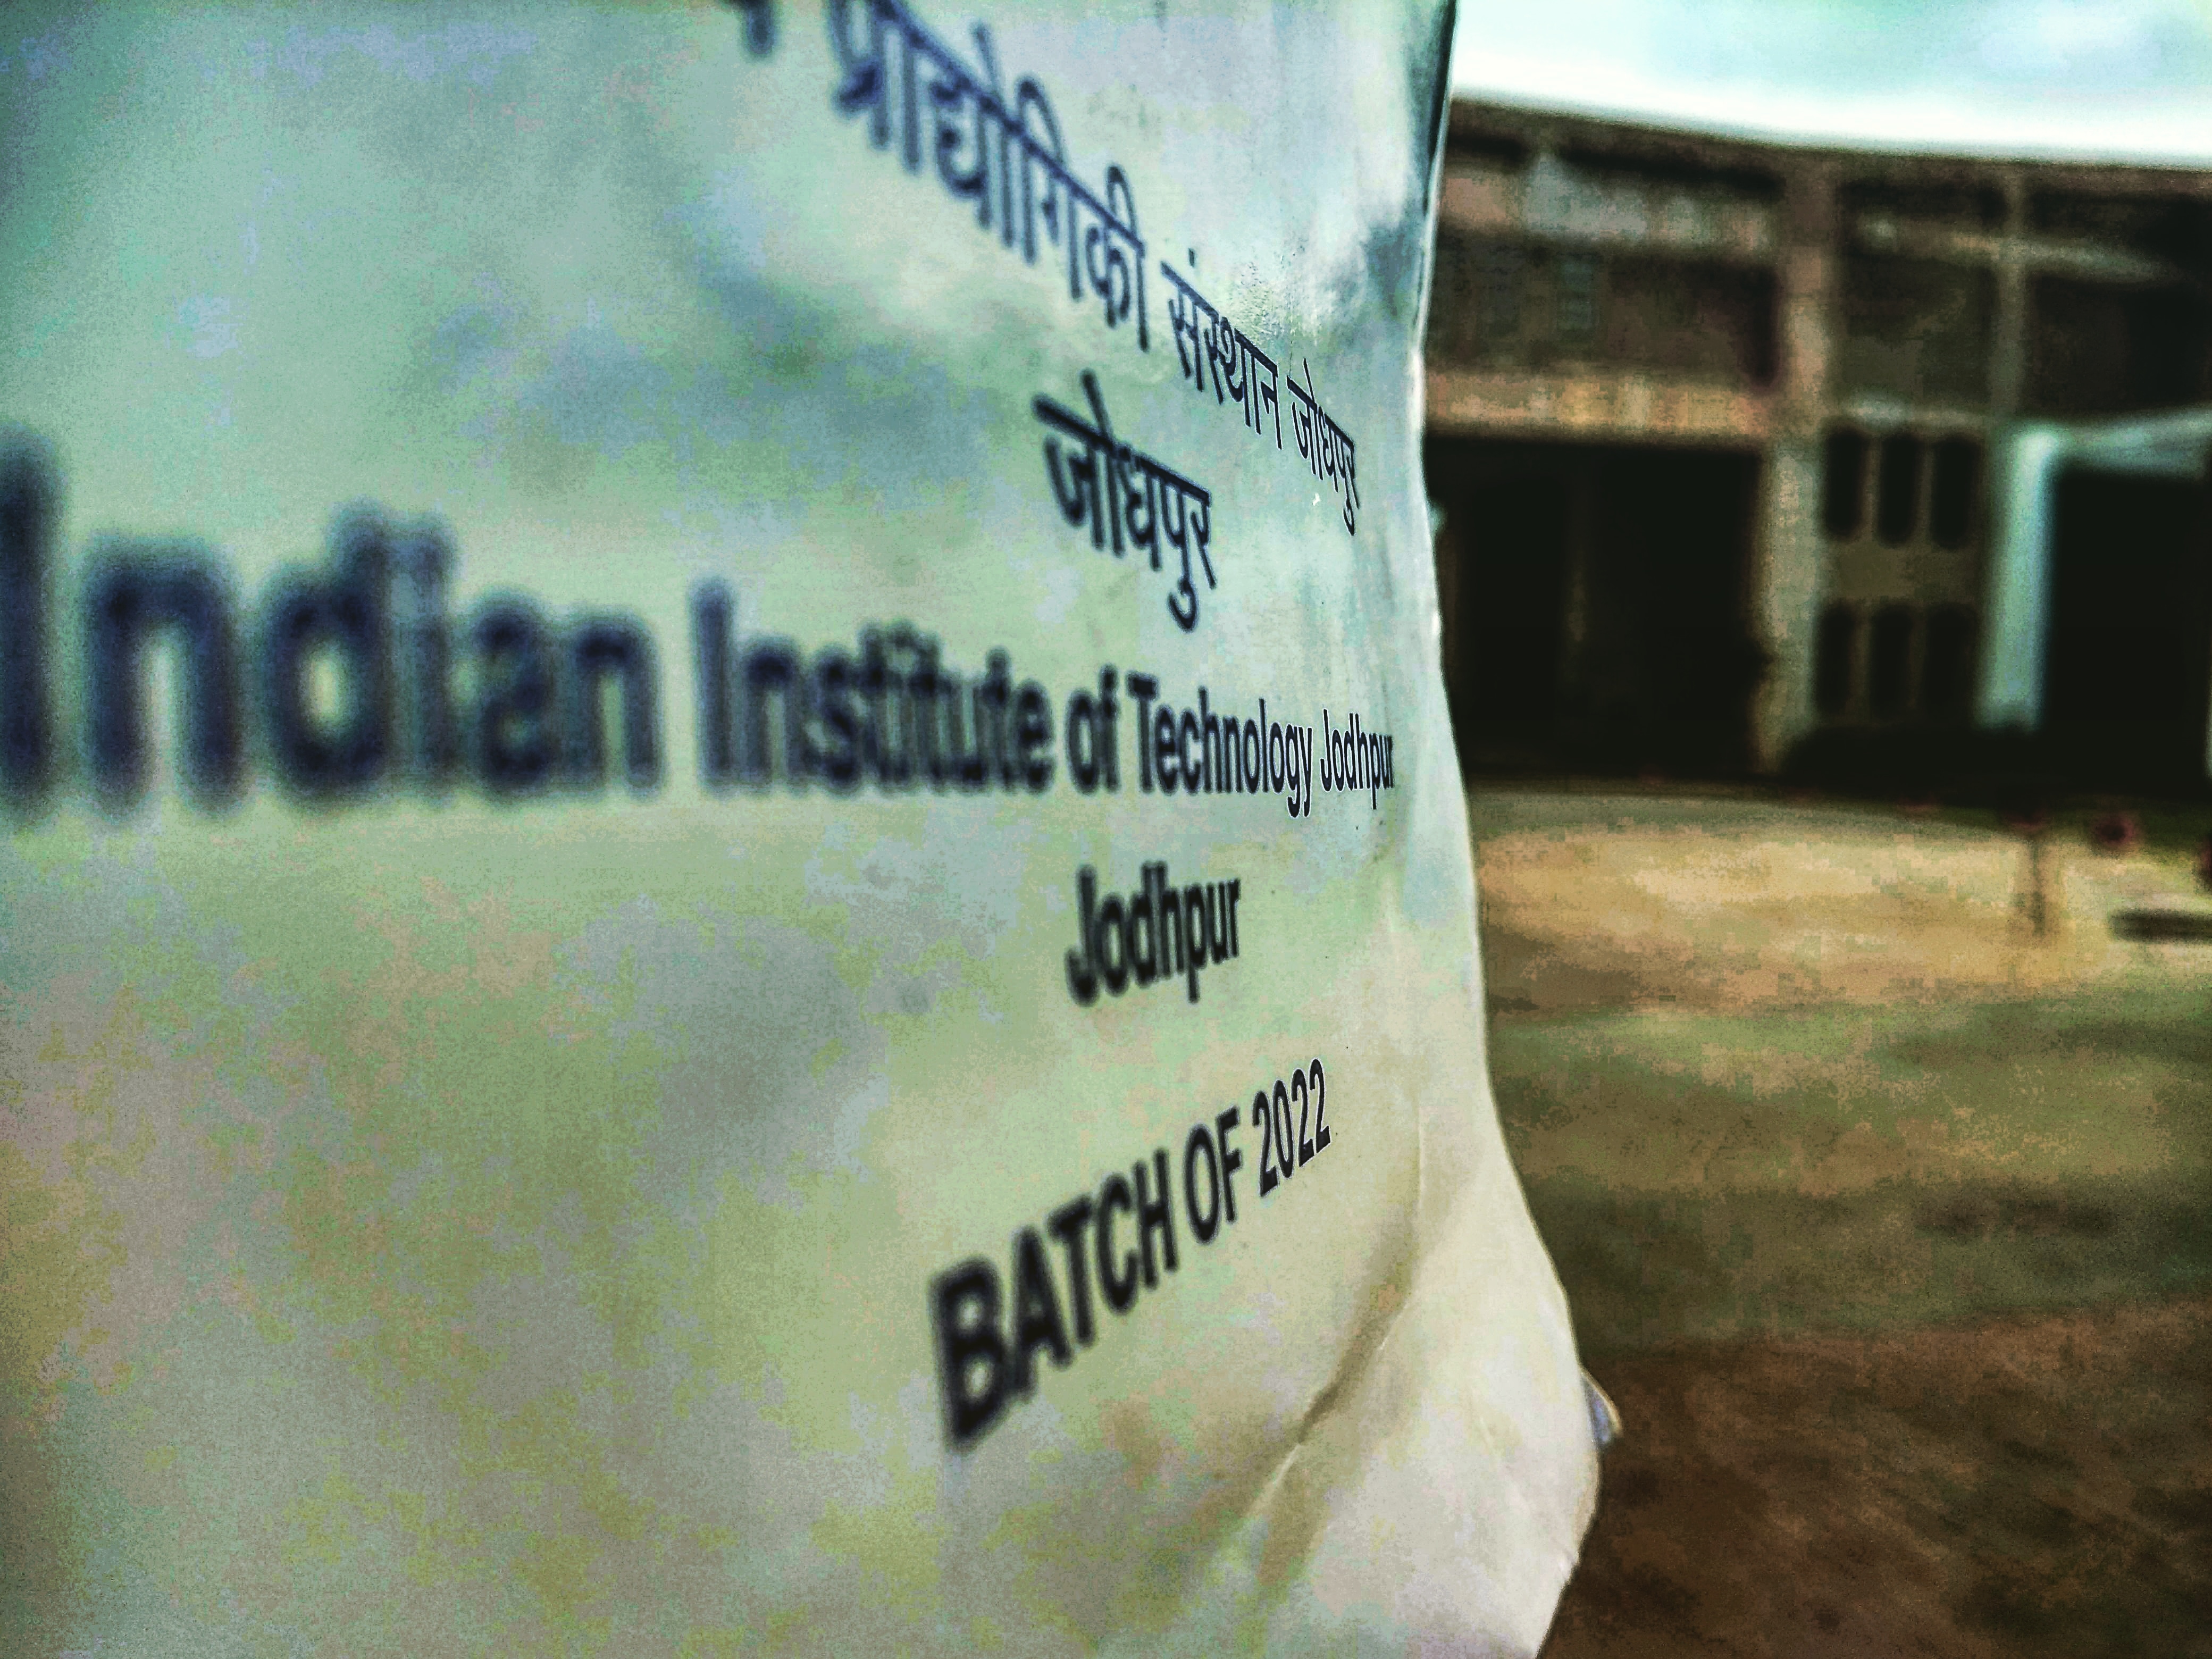 प्रौद्योगिकी संस्थान जोधपुर
जोधपुर
Indian Institute of Technology Jodhpur
Jodhpur
BATCH OF 2022